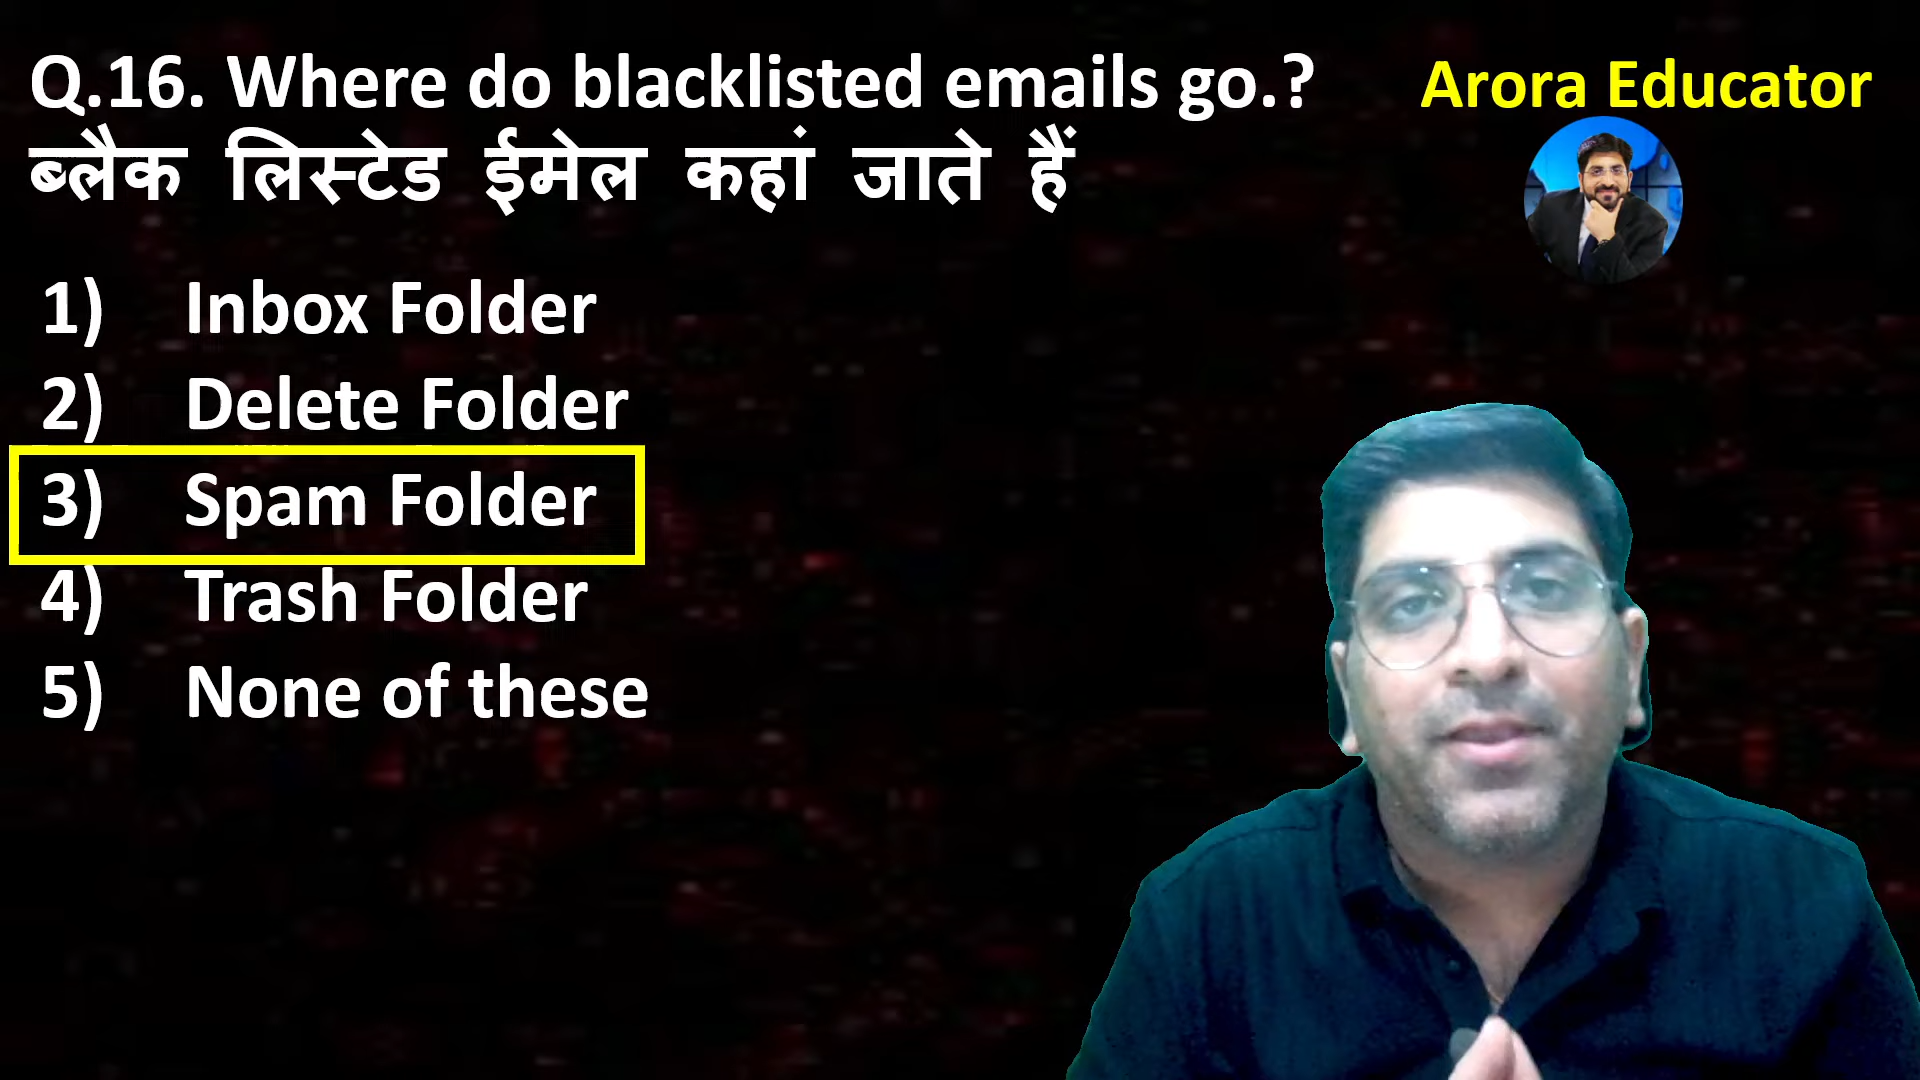 Q.16. Where do blacklisted emails go.?
Arora Educator
ब्लैक लिस्टेड ईमेल कहां जाते हैं
1) Inbox Folder
2) Delete Folder
3) Spam Folder
4) Trash Folder
5) None of these